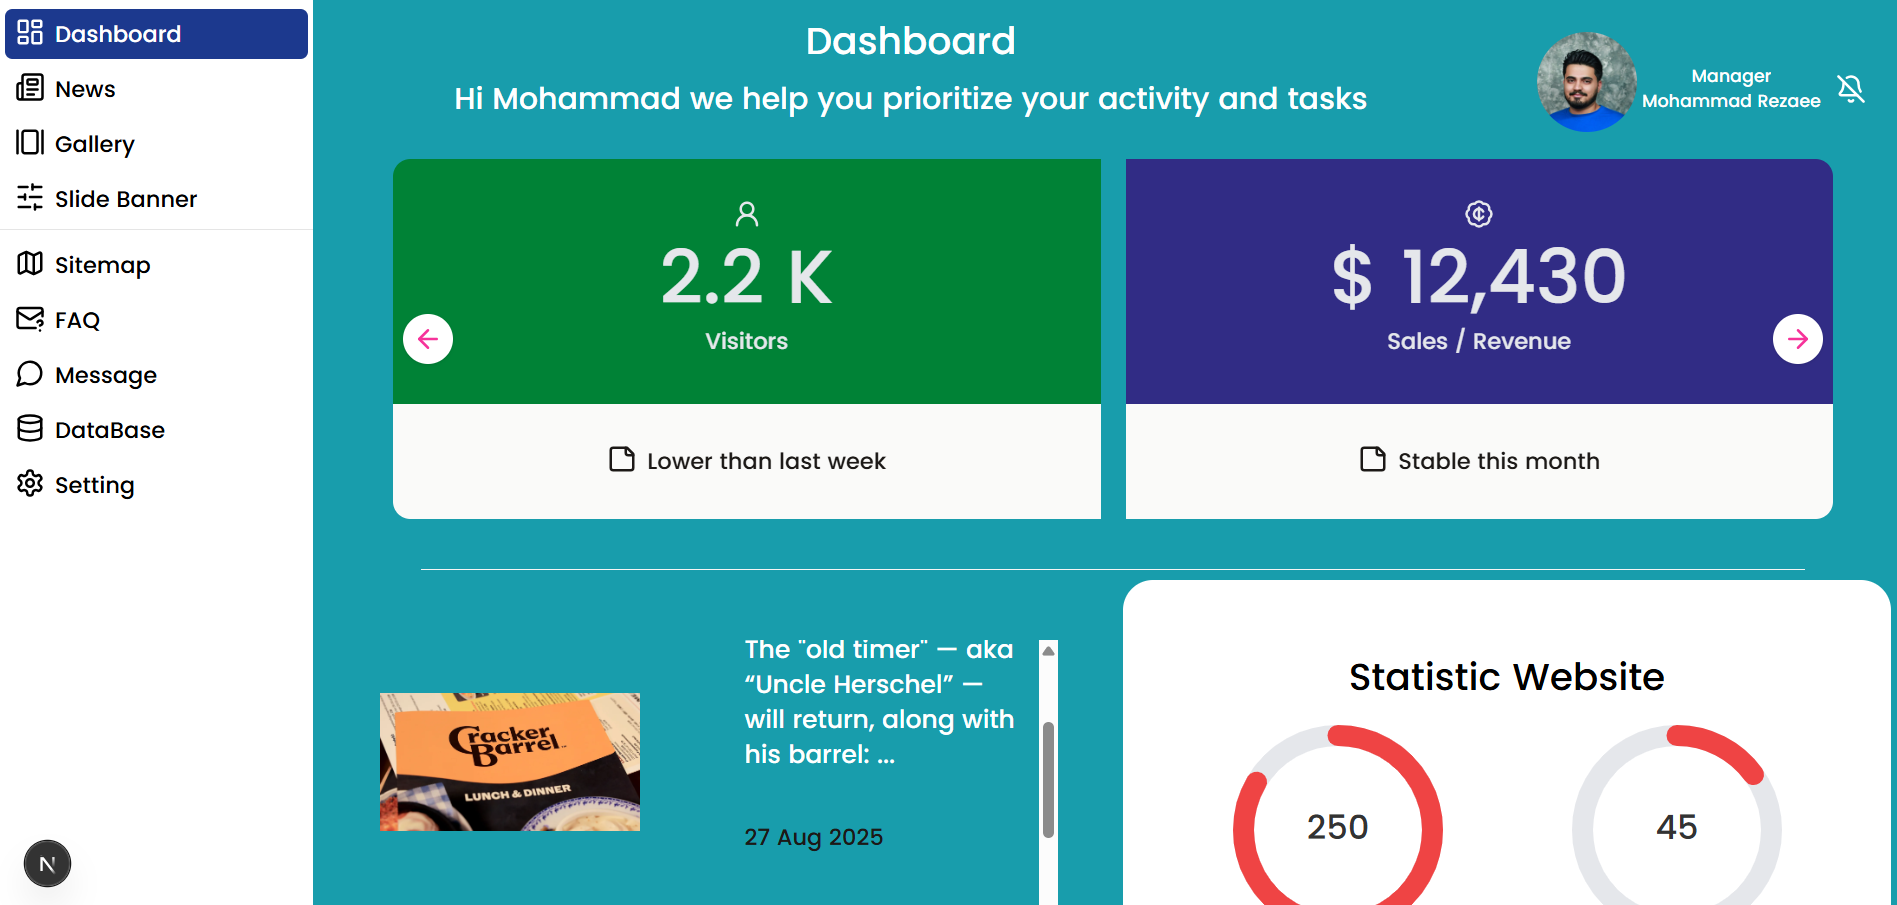 Dashboard
News
Gallery
Slide Banner
Sitemap
FAQ
Message
DataBase
Setting
N
Dashboard
Hi Mohammad we help you prioritize your activity and tasks
Manager
Mohammad Rezaee
2.2 K
Visitors
Lower than last week
$ 12,430
Sales / Revenue
Stable this month
Cracker
Barrel
LUNCH & DINNER
The "old timer" — aka
“Uncle Herschel” —
will return, along with
his barrel: ...
27 Aug 2025
Statistic Website
250
45